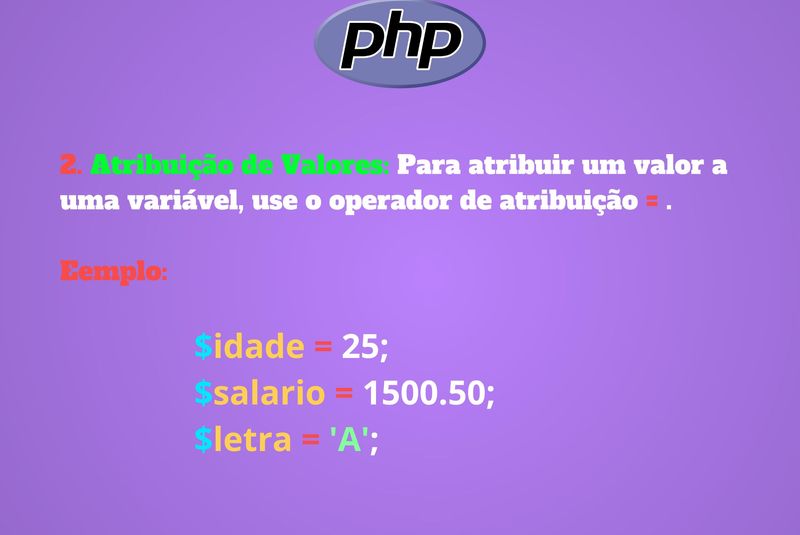 php
2. Atribuição de Valores: Para atribuir um valor a
uma variável, use o operador de atribuição = .
Eemplo:
$idade = 25;
$salario = 1500.50;
$letra = 'A';